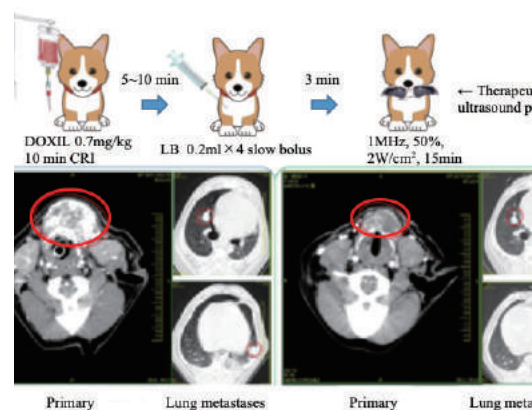 5~10 min
3 min
← Therapeu
ultrasound p
DOXIL 0.7mg/kg
10 min CRI
LB 0.2ml×4 slow bolus
1MHz, 50%,
2W/cm², 15min
Primary
Lung metastases
Primary
Lung meta